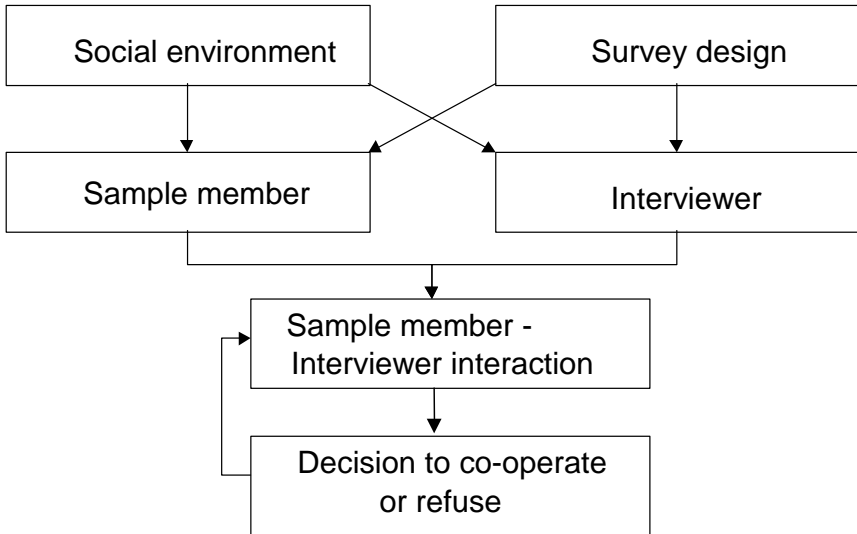 Social environment
Survey design
Sample member
Interviewer
Sample member -
Interviewer interaction
Decision to co-operate
or refuse